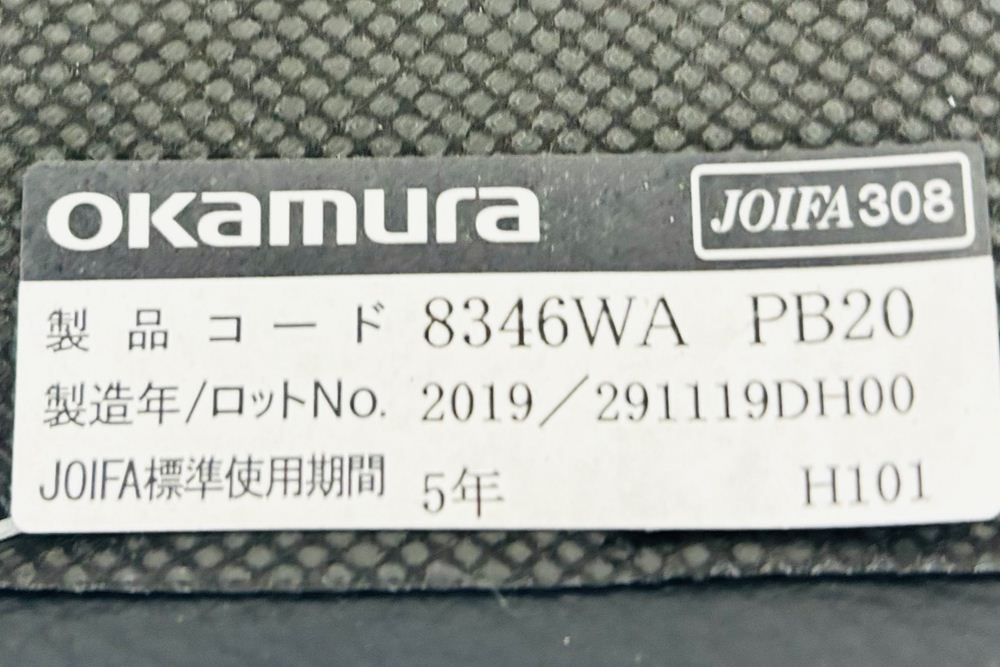 okamura JOIFA308
製品コード 8346WA PB20
製造年/ロットNo. 2019/291119DH00
JOIFA標準使用期間 5年 H101